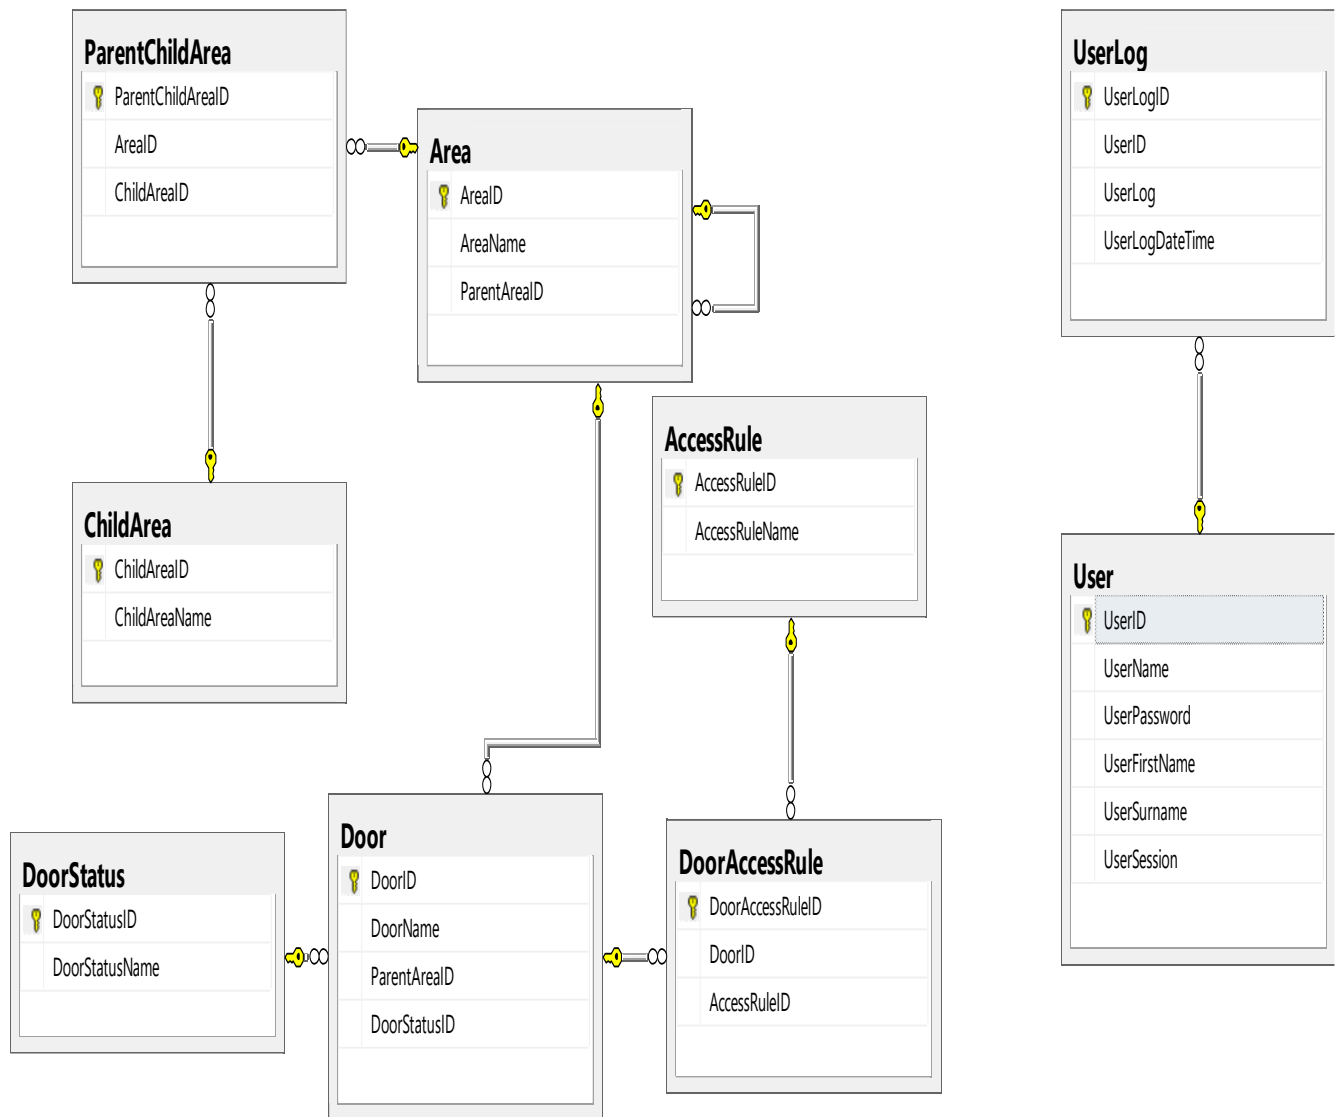 ParentChildArea
ParentChildAreaID
AreaID
ChildAreaID
Area
AreaID
AreaName
ParentAreaID
UserLog
UserLogID
UserID
UserLog
UserLogDateTime
ChildArea
ChildAreaID
ChildAreaName
AccessRule
AccessRuleID
AccessRuleName
User
UserID
UserName
UserPassword
UserFirstName
UserSurname
UserSession
DoorStatus
DoorStatusID
DoorStatusName
Door
DoorID
DoorName
ParentAreaID
DoorStatusID
DoorAccessRule
DoorAccessRuleID
DoorID
AccessRuleID